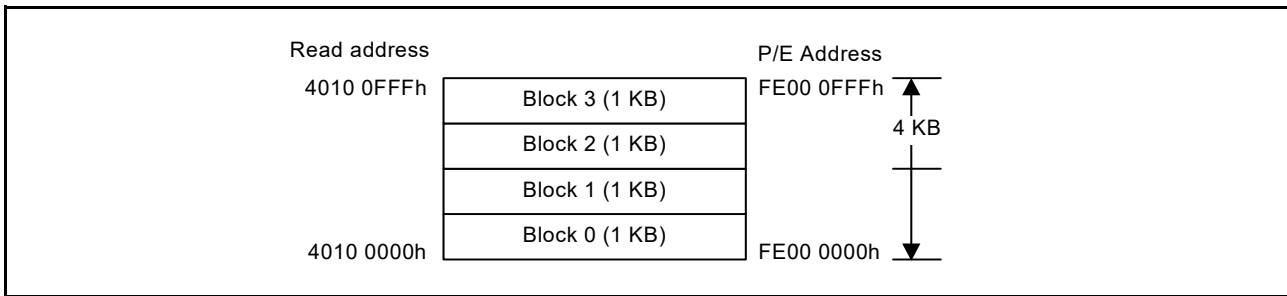 Read address
P/E Address
4010 0FFFh
Block 3 (1 KB)
FE00 0FFFh
4 KB
Block 2 (1 KB)
Block 1 (1 KB)
Block 0 (1 KB)
4010 0000h
FE00 0000h